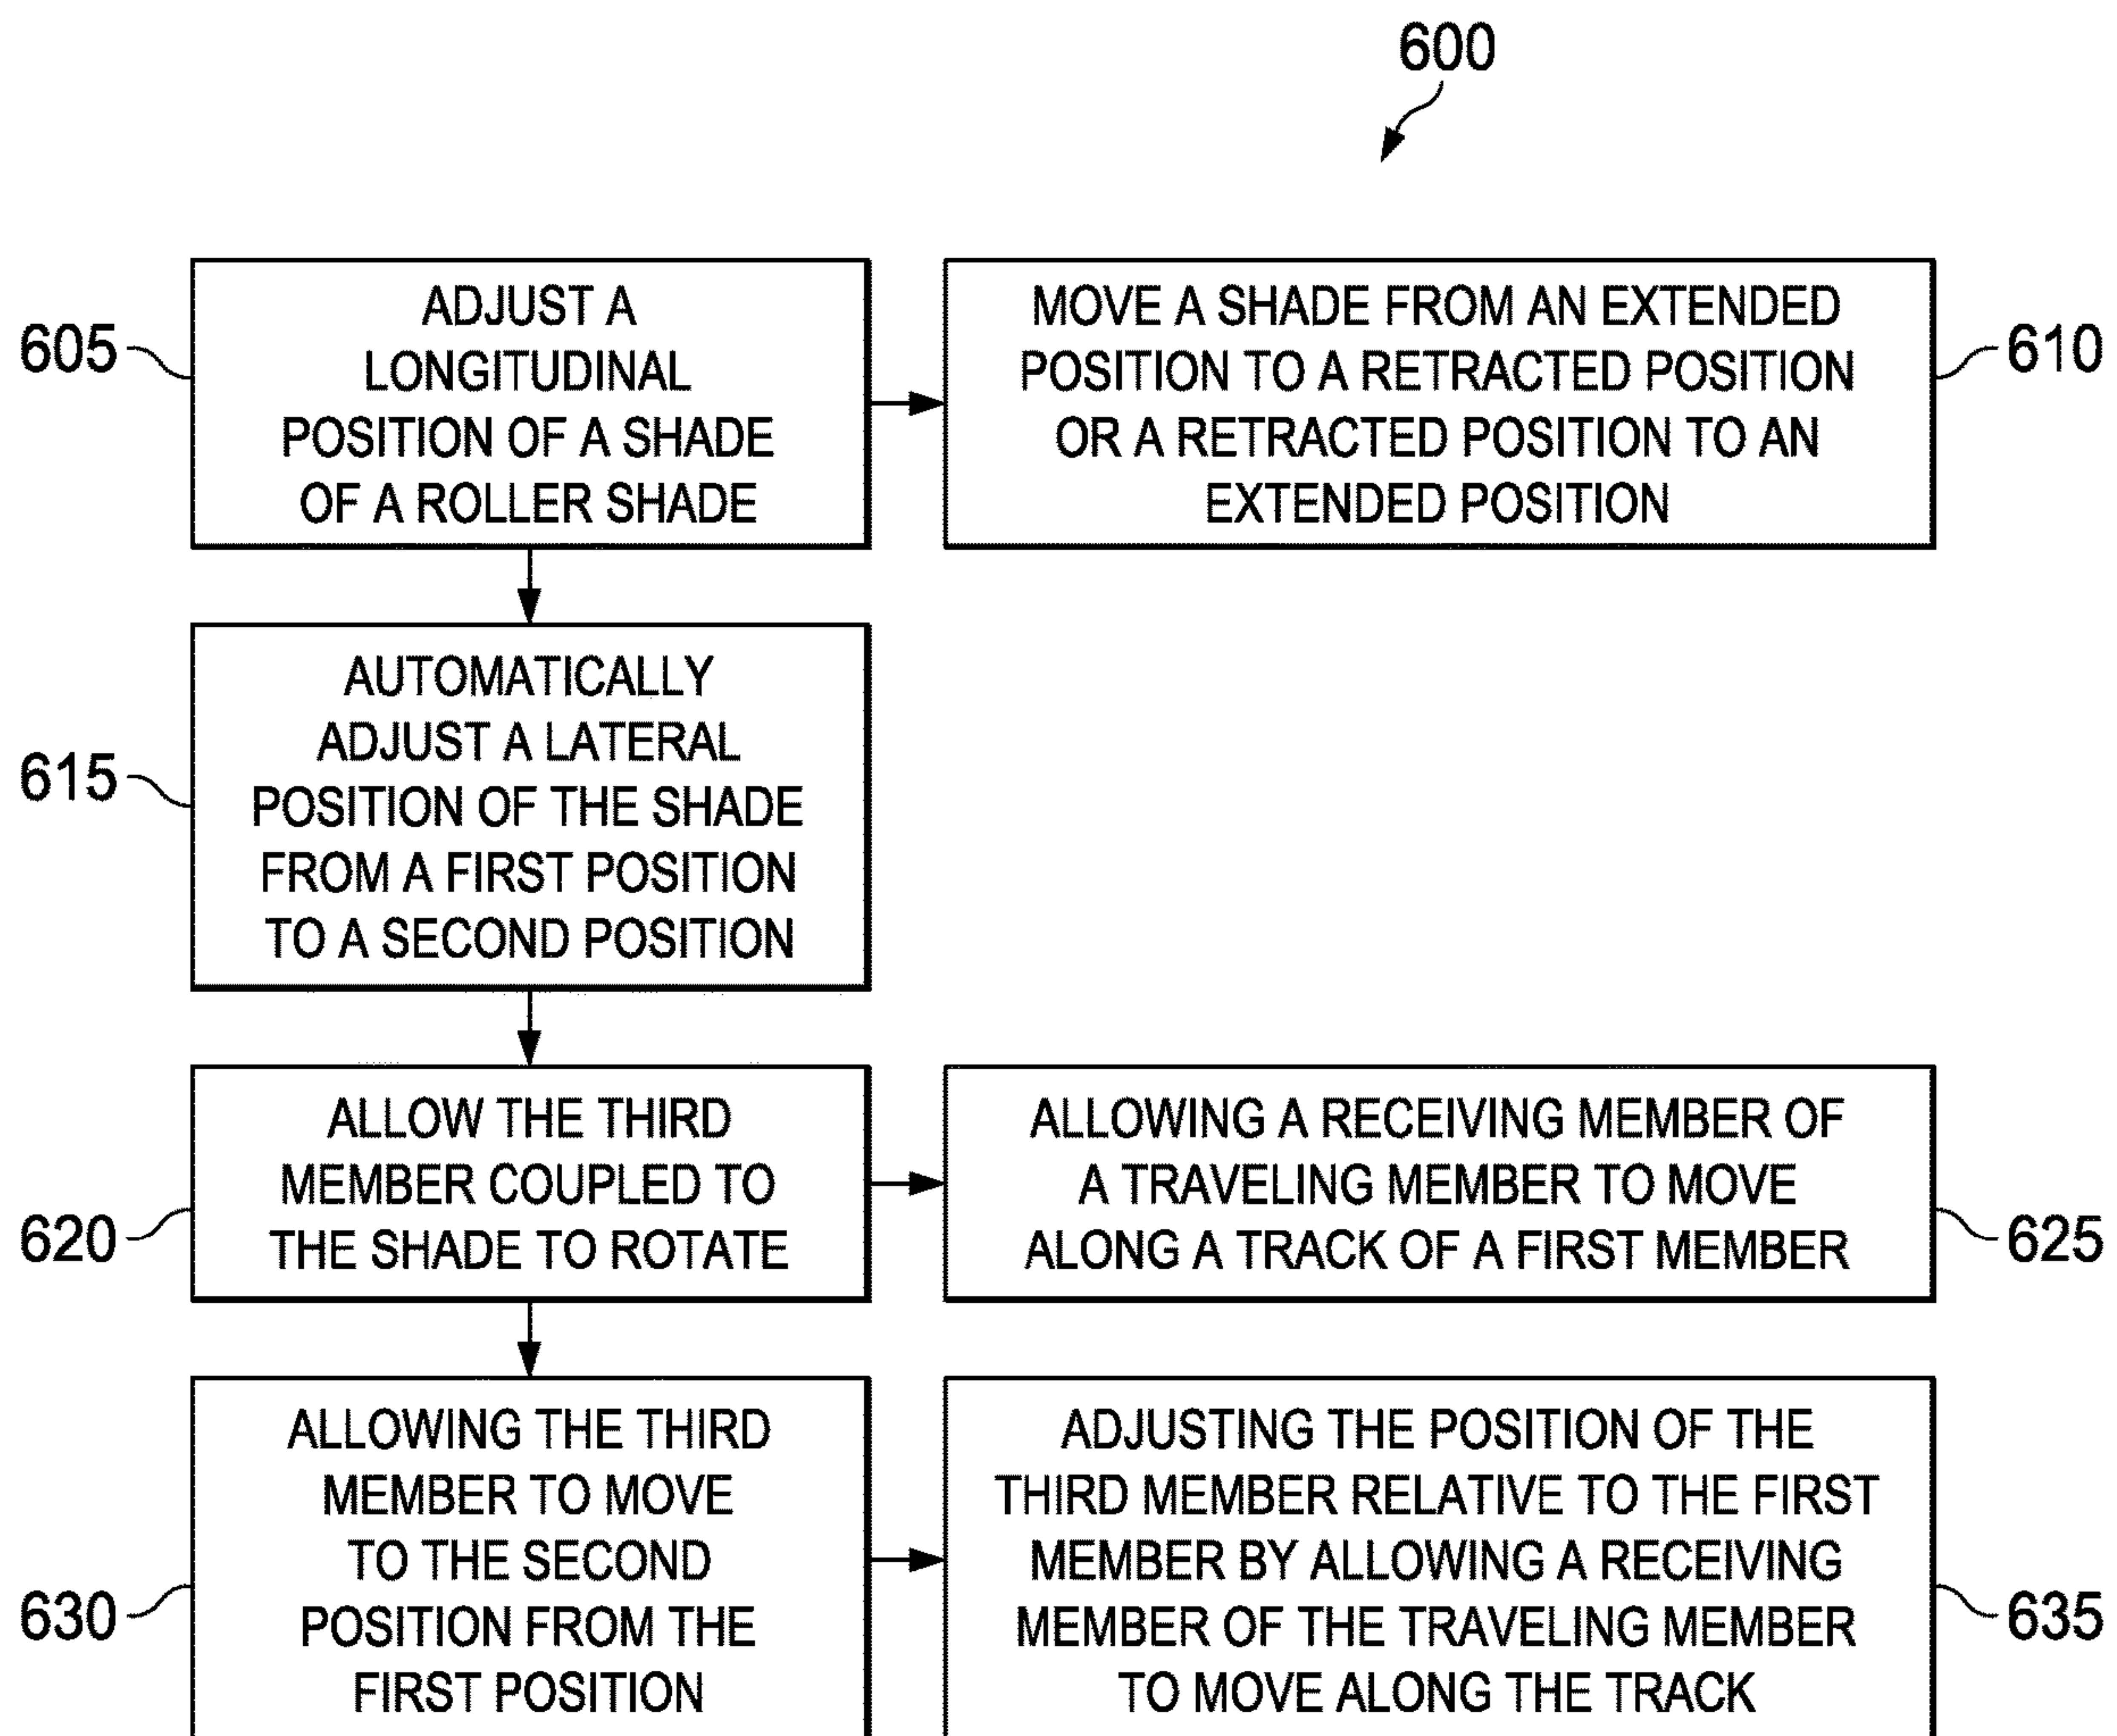 600
605
ADJUST A
LONGITUDINAL
POSITION OF A SHADE
OF A ROLLER SHADE
MOVE A SHADE FROM AN EXTENDED
POSITION TO A RETRACTED POSITION
OR A RETRACTED POSITION TO AN
EXTENDED POSITION
610
615
AUTOMATICALLY
ADJUST A LATERAL
POSITION OF THE SHADE
FROM A FIRST POSITION
TO A SECOND POSITION
620
ALLOW THE THIRD
MEMBER COUPLED TO
THE SHADE TO ROTATE
ALLOWING A RECEIVING MEMBER OF
A TRAVELING MEMBER TO MOVE
ALONG A TRACK OF A FIRST MEMBER
625
630
ALLOWING THE THIRD
MEMBER TO MOVE
TO THE SECOND
POSITION FROM THE
FIRST POSITION
ADJUSTING THE POSITION OF THE
THIRD MEMBER RELATIVE TO THE FIRST
MEMBER BY ALLOWING A RECEIVING
MEMBER OF THE TRAVELING MEMBER
TO MOVE ALONG THE TRACK
635